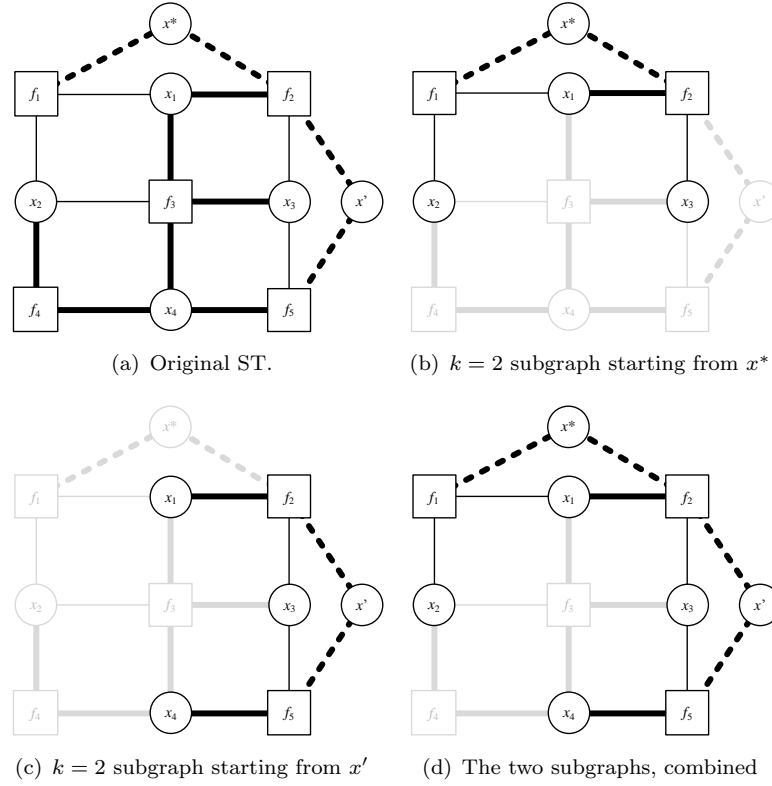 x* x*
f1 x1 f2 f1 x1 f2
x2 f3 x3 x' x2 f3 x3 x'
f4 x4 f5 f4 x4 f5
(a) Original ST. (b) k = 2 subgraph starting from x*
x* x*
f1 x1 f2 f1 x1 f2
x2 f3 x3 x' x2 f3 x3 x'
f4 x4 f5 f4 x4 f5
(c) k = 2 subgraph starting from x′ (d) The two subgraphs, combined